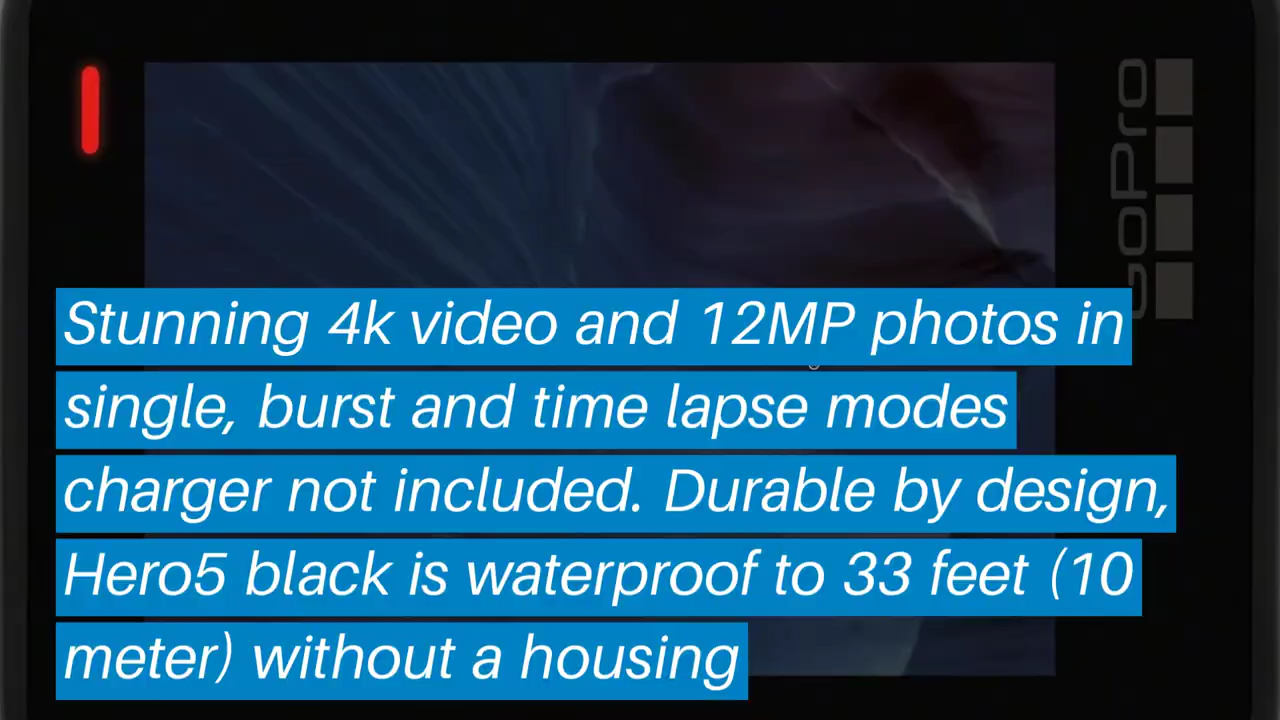 GoPro
Stunning 4k video and 12MP photos in
single, burst and time lapse modes
charger not included. Durable by design,
Hero5 black is waterproof to 33 feet (10
meter) without a housing